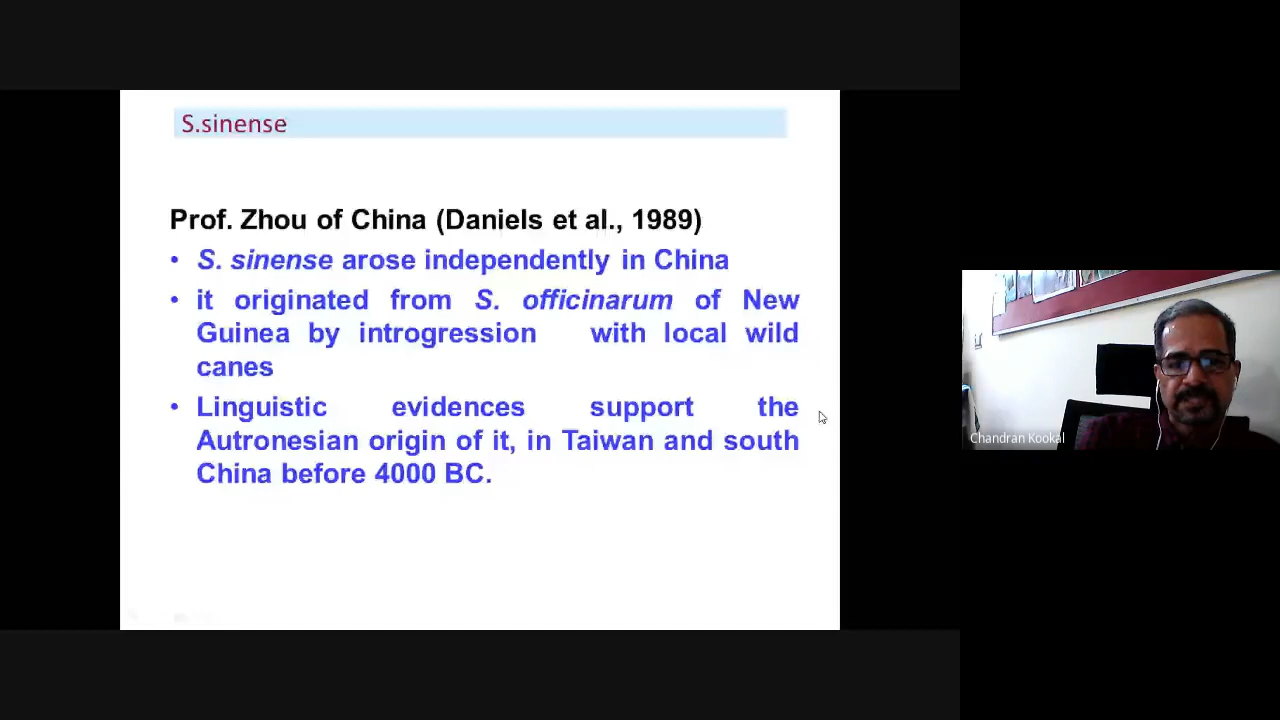 S.sinense
Prof. Zhou of China (Daniels et al., 1989)
• S. sinense arose independently in China
• it originated from S. officinarum of New
Guinea by introgression with local wild
canes
• Linguistic evidences support the
Autronesian origin of it, in Taiwan and south
China before 4000 BC.
Chandran Kookal